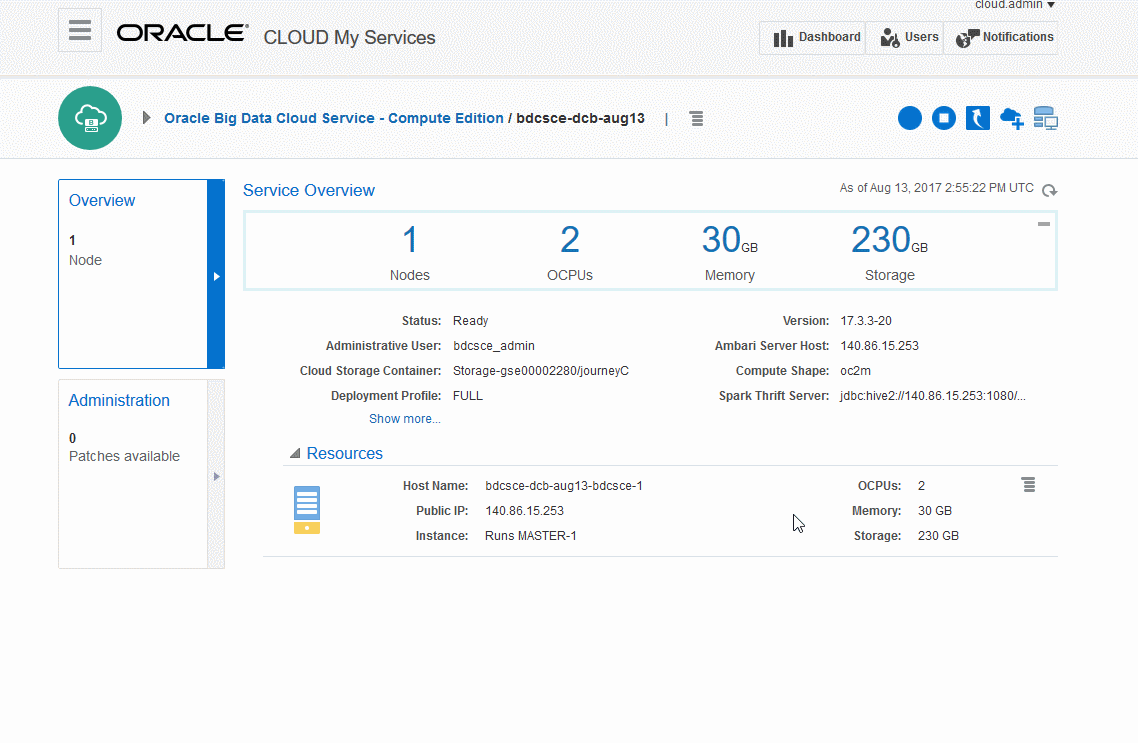 cloud.admin
ORACLE CLOUD My Services
Dashboard Users Notifications
Oracle Big Data Cloud Service - Compute Edition / bdcsce-dcb-aug13 |
Overview
1
Node
Administration
0
Patches available
Service Overview
As of Aug 13, 2017 2:55:22 PM UTC
1 2 30GB 230GB
Nodes OCPUs Memory Storage
Status: Ready Version: 17.3.3-20
Administrative User: bdcsce_admin Ambari Server Host: 140.86.15.253
Cloud Storage Container: Storage-gse00002280/journeyC Compute Shape: oc2m
Deployment Profile: FULL Spark Thrift Server: jdbc:hive2://140.86.15.253:1080/...
Show more...
Resources
Host Name: bdcsce-dcb-aug13-bdcsce-1 OCPUs: 2
Public IP: 140.86.15.253 Memory: 30 GB
Instance: Runs MASTER-1 Storage: 230 GB